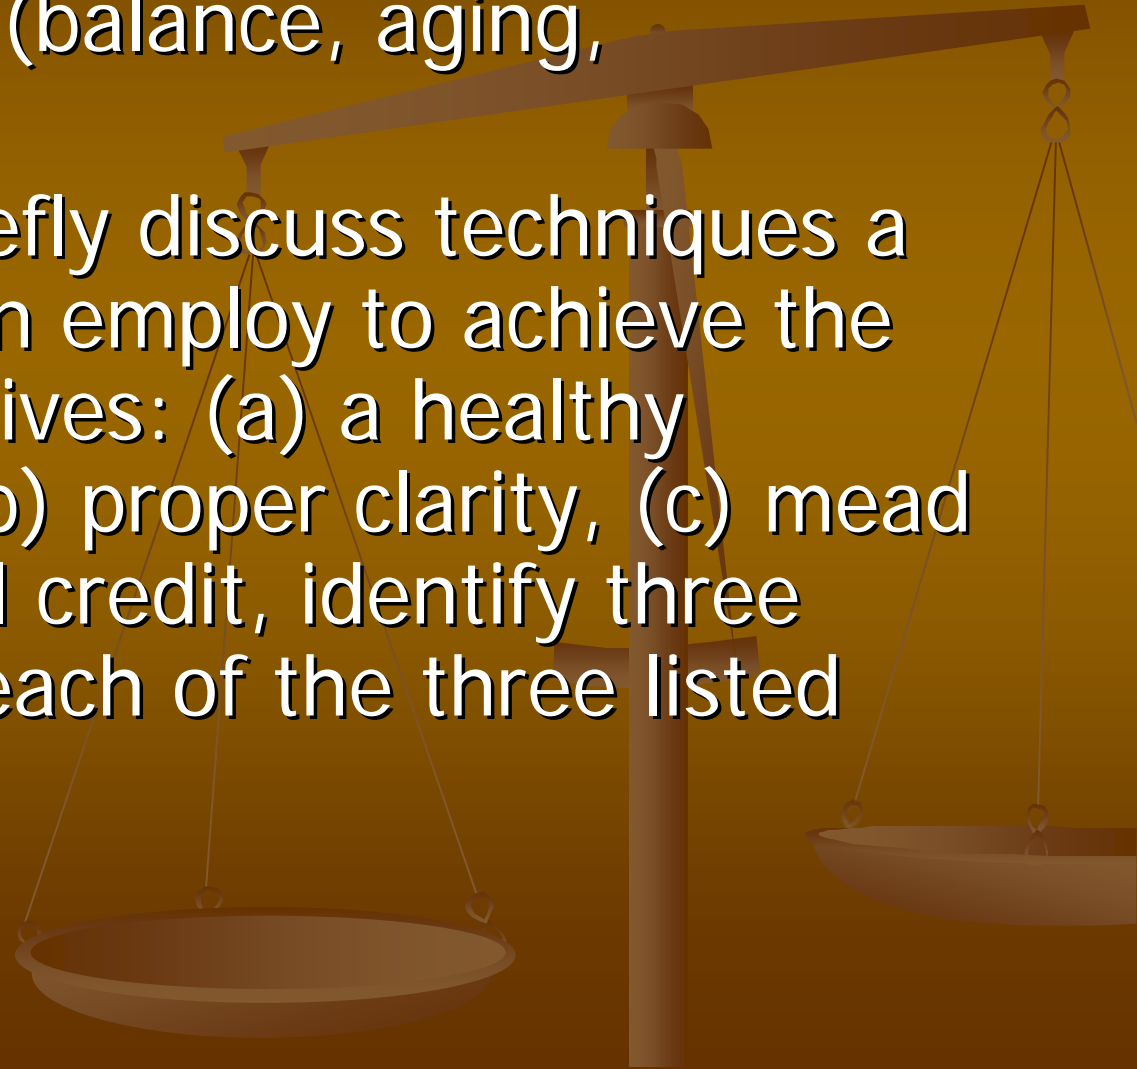 (balance, aging,
efly discuss techniques a
n employ to achieve the
ives: (a) a healthy
) proper clarity, (c) mead
credit, identify three
each of the three listed